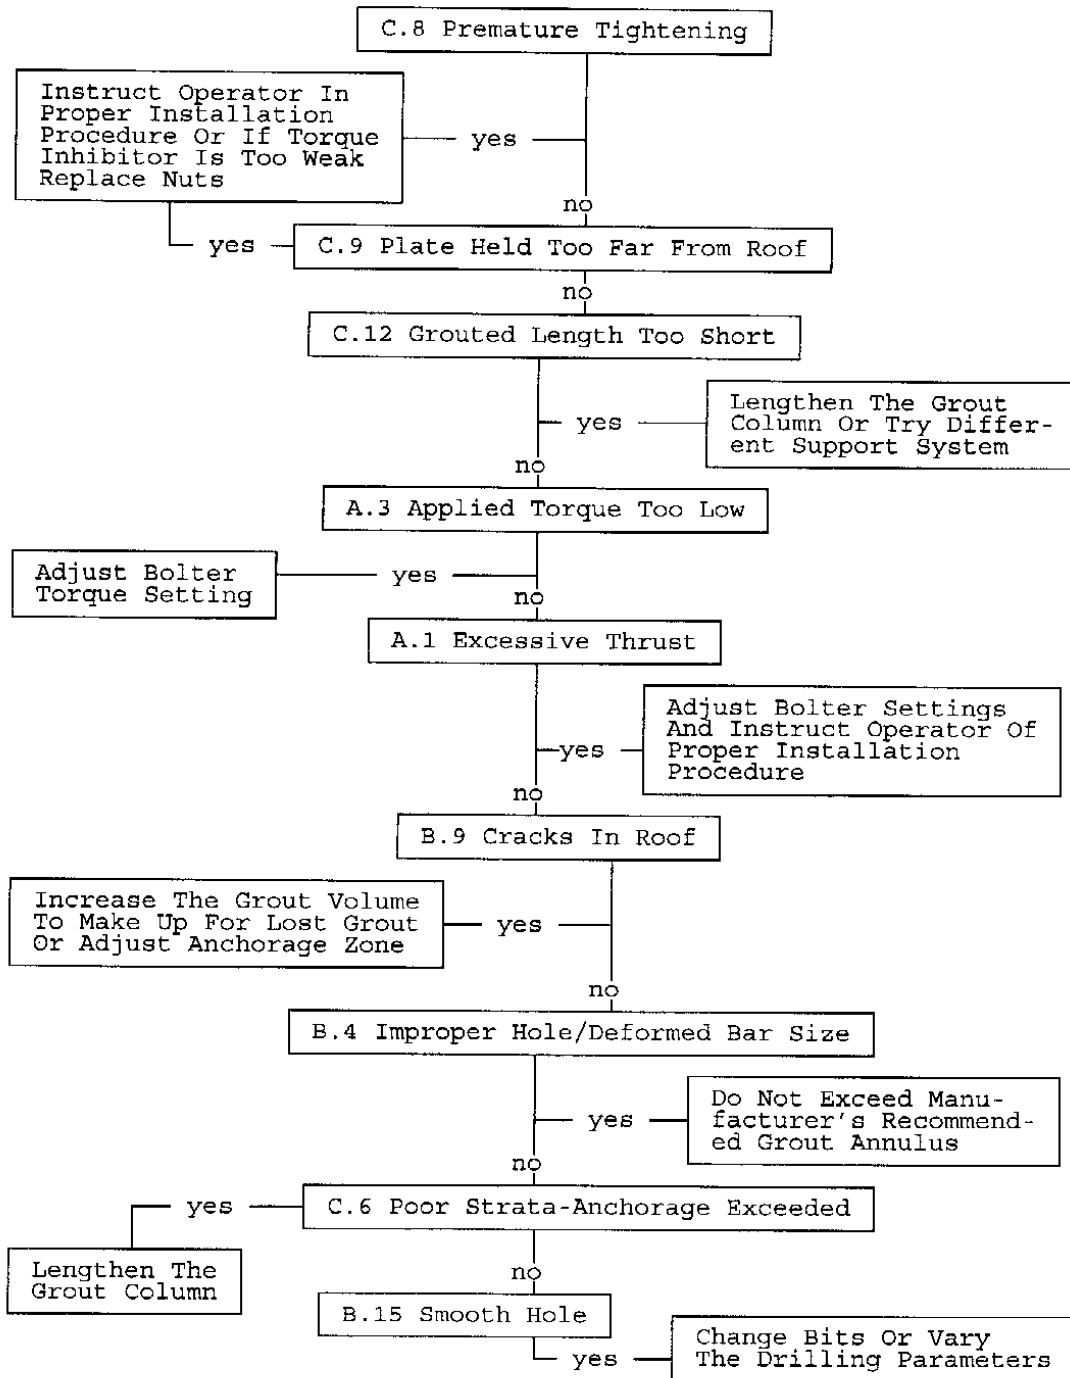 C.8 Premature Tightening
Instruct Operator In
Proper Installation
Procedure Or If Torque
Inhibitor Is Too Weak
Replace Nuts
yes
no
yes
C.9 Plate Held Too Far From Roof
no
C.12 Grouted Length Too Short
yes
Lengthen The Grout
Column Or Try Differ-
ent Support System
no
A.3 Applied Torque Too Low
Adjust Bolter
Torque Setting
yes
no
A.1 Excessive Thrust
yes
Adjust Bolter Settings
And Instruct Operator Of
Proper Installation
Procedure
no
B.9 Cracks In Roof
Increase The Grout Volume
To Make Up For Lost Grout
Or Adjust Anchorage Zone
yes
no
B.4 Improper Hole/Deformed Bar Size
yes
Do Not Exceed Manu-
facturer's Recommend-
ed Grout Annulus
no
yes
C.6 Poor Strata-Anchorage Exceeded
Lengthen The
Grout Column
no
B.15 Smooth Hole
yes
Change Bits Or Vary
The Drilling Parameters